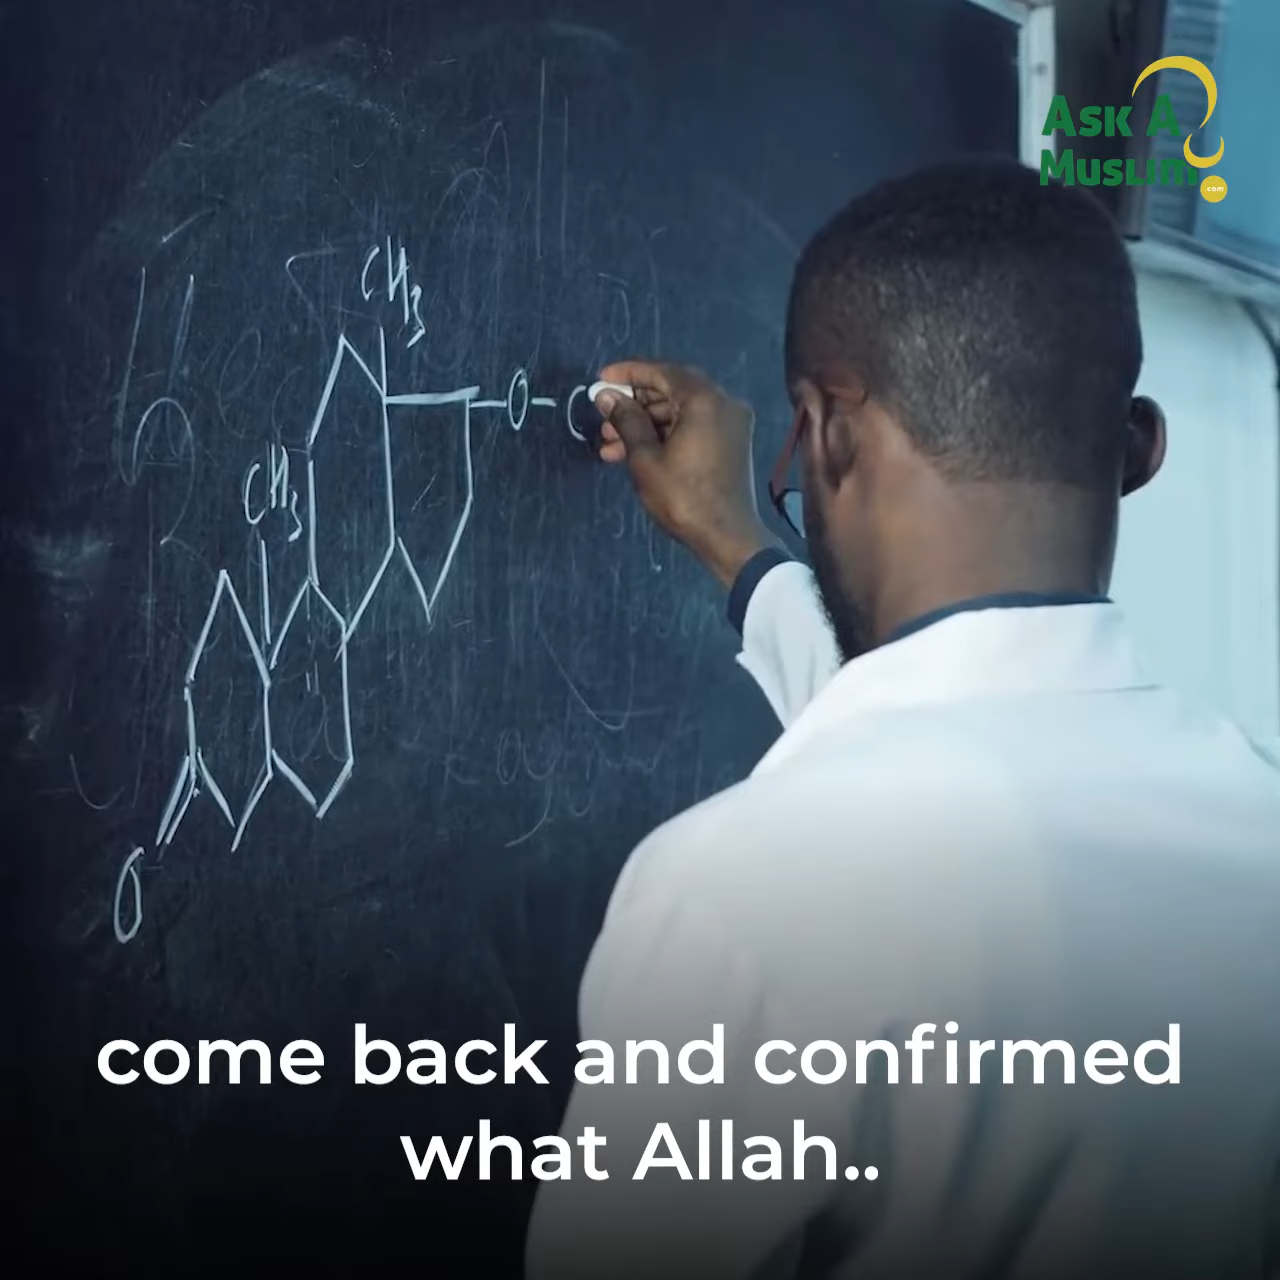 Ask A
Muslim
.com
CH3
O
C
CH3
O
come back and confirmed
what Allah..